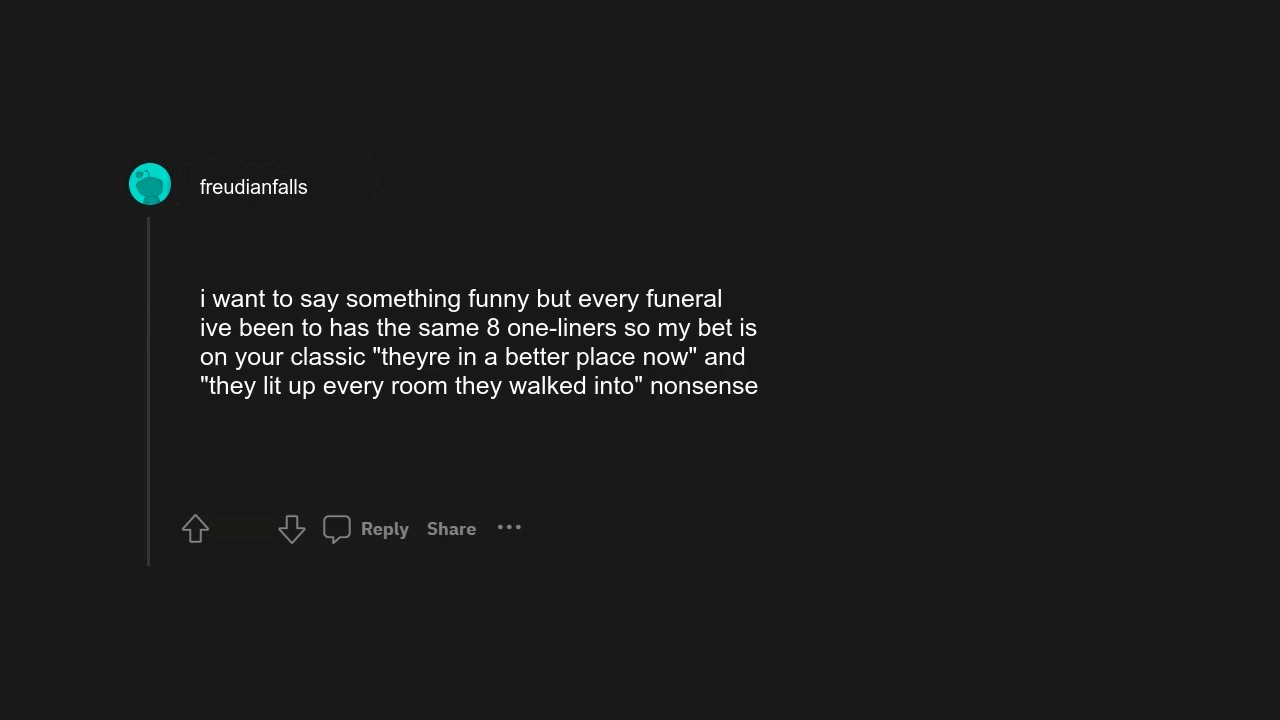 freudianfalls
i want to say something funny but every funeral
ive been to has the same 8 one-liners so my bet is
on your classic "theyre in a better place now" and
"they lit up every room they walked into" nonsense
Reply Share